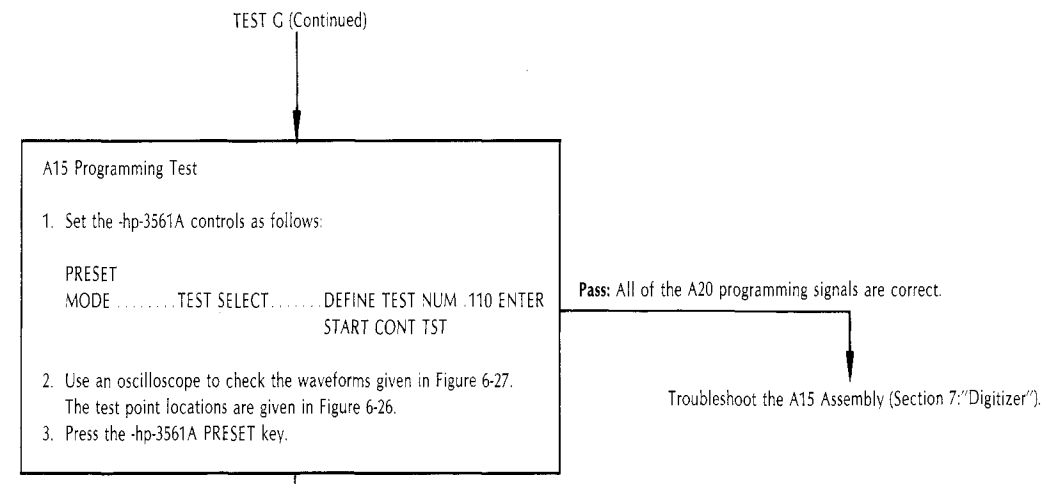 TEST G (Continued)
A15 Programming Test
1. Set the -hp-3561A controls as follows:
PRESET
MODE ........TEST SELECT.......DEFINE TEST NUM .110 ENTER
START CONT TST
2. Use an oscilloscope to check the waveforms given in Figure 6-27.
The test point locations are given in Figure 6-26.
3. Press the -hp-3561A PRESET key.
Pass: All of the A20 programming signals are correct.
Troubleshoot the A15 Assembly (Section 7:"Digitizer").